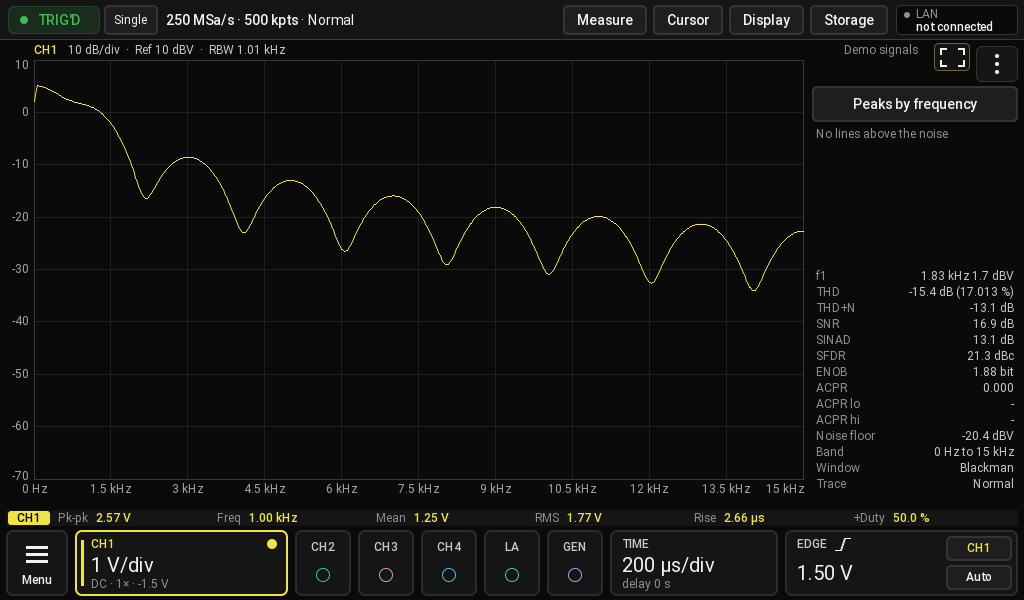 TRIG'D
Single
250 MSa/s · 500 kpts · Normal
Measure
Cursor
Display
Storage
LAN
not connected
CH1 10 dB/div · Ref 10 dBV · RBW 1.01 kHz
Demo signals
Peaks by frequency
No lines above the noise
10
0
-10
-20
-30
-40
-50
-60
-70
0 Hz 1.5 kHz 3 kHz 4.5 kHz 6 kHz 7.5 kHz 9 kHz 10.5 kHz 12 kHz 13.5 kHz 15 kHz
f1 1.83 kHz 1.7 dBV
THD -15.4 dB (17.013 %)
THD+N -13.1 dB
SNR 16.9 dB
SINAD 13.1 dB
SFDR 21.3 dBc
ENOB 1.88 bit
ACPR 0.000
ACPR lo -
ACPR hi -
Noise floor -20.4 dBV
Band 0 Hz to 15 kHz
Window Blackman
Trace Normal
CH1 Pk-pk 2.57 V Freq 1.00 kHz Mean 1.25 V RMS 1.77 V Rise 2.66 µs +Duty 50.0 %
Menu
CH1
1 V/div
DC · 1× · -1.5 V
CH2
CH3
CH4
LA
GEN
TIME
200 µs/div
delay 0 s
EDGE
1.50 V
CH1
Auto